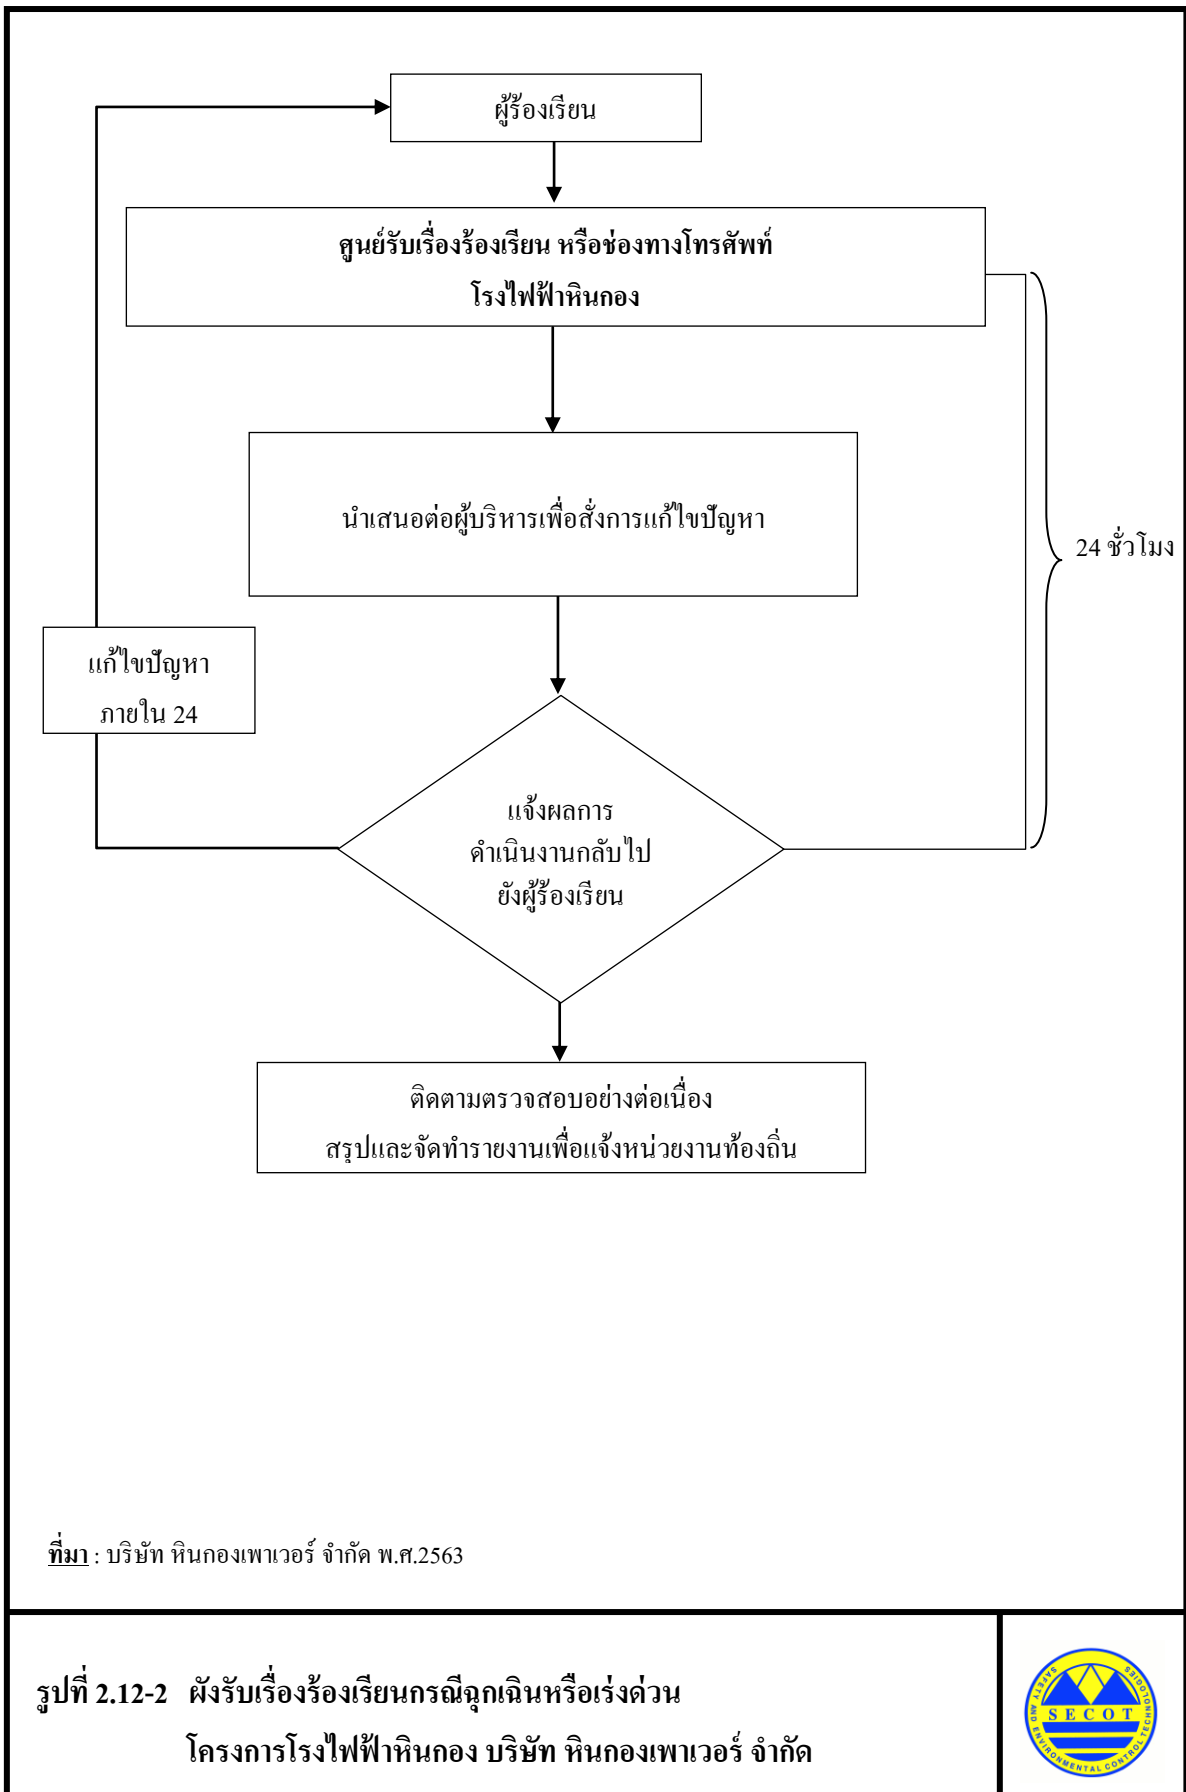 ผู้ร้องเรียน
ศูนย์รับเรื่องร้องเรียน หรือช่องทางโทรศัพท์
โรงไฟฟ้าหินกอง
นำเสนอต่อผู้บริหารเพื่อสั่งการแก้ไขปัญหา
24 ชั่วโมง
แก้ไขปัญหา
ภายใน 24
แจ้งผลการ
ดำเนินงานกลับไป
ยังผู้ร้องเรียน
ติดตามตรวจสอบอย่างต่อเนื่อง
สรุปและจัดทำรายงานเพื่อแจ้งหน่วยงานท้องถิ่น
ที่มา : บริษัท หินกองเพาเวอร์ จำกัด พ.ศ.2563
รูปที่ 2.12-2 ผังรับเรื่องร้องเรียนกรณีฉุกเฉินหรือเร่งด่วน
โครงการโรงไฟฟ้าหินกอง บริษัท หินกองเพาเวอร์ จำกัด
SECOT
SAFETY AND ENVIRONMENTAL CONTROL TECHNOLOGIES